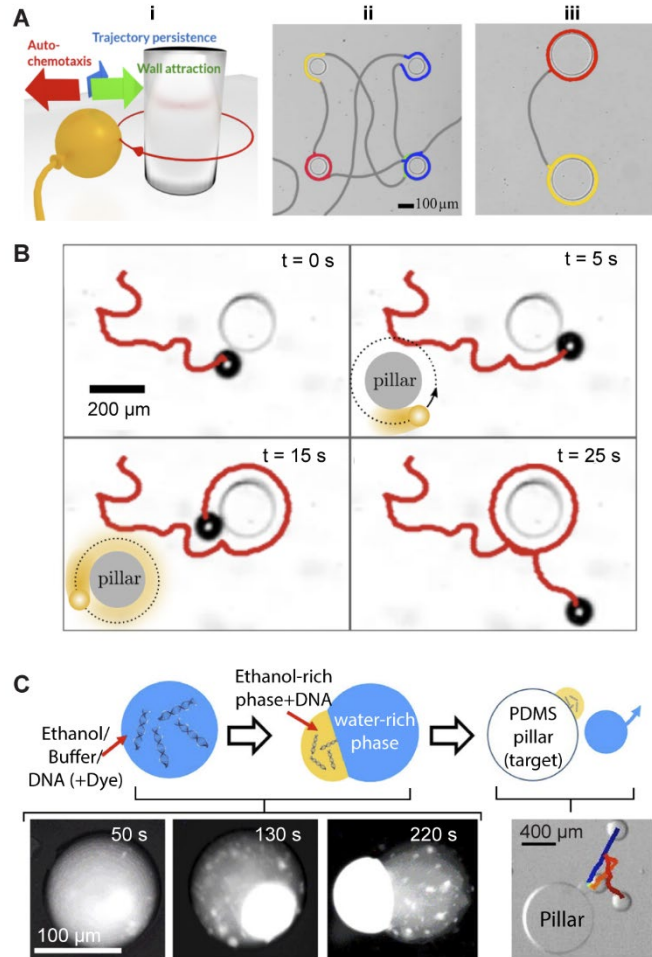 A
i
ii
iii
Auto-
chemotaxis
Trajectory persistence
Wall attraction
100 µm
B
t = 0 s
t = 5 s
200 µm
pillar
t = 15 s
t = 25 s
pillar
C
Ethanol-rich
phase+DNA
Ethanol/
Buffer/
DNA (+Dye)
water-rich
phase
PDMS
pillar
(target)
50 s
130 s
220 s
100 µm
400 µm
Pillar